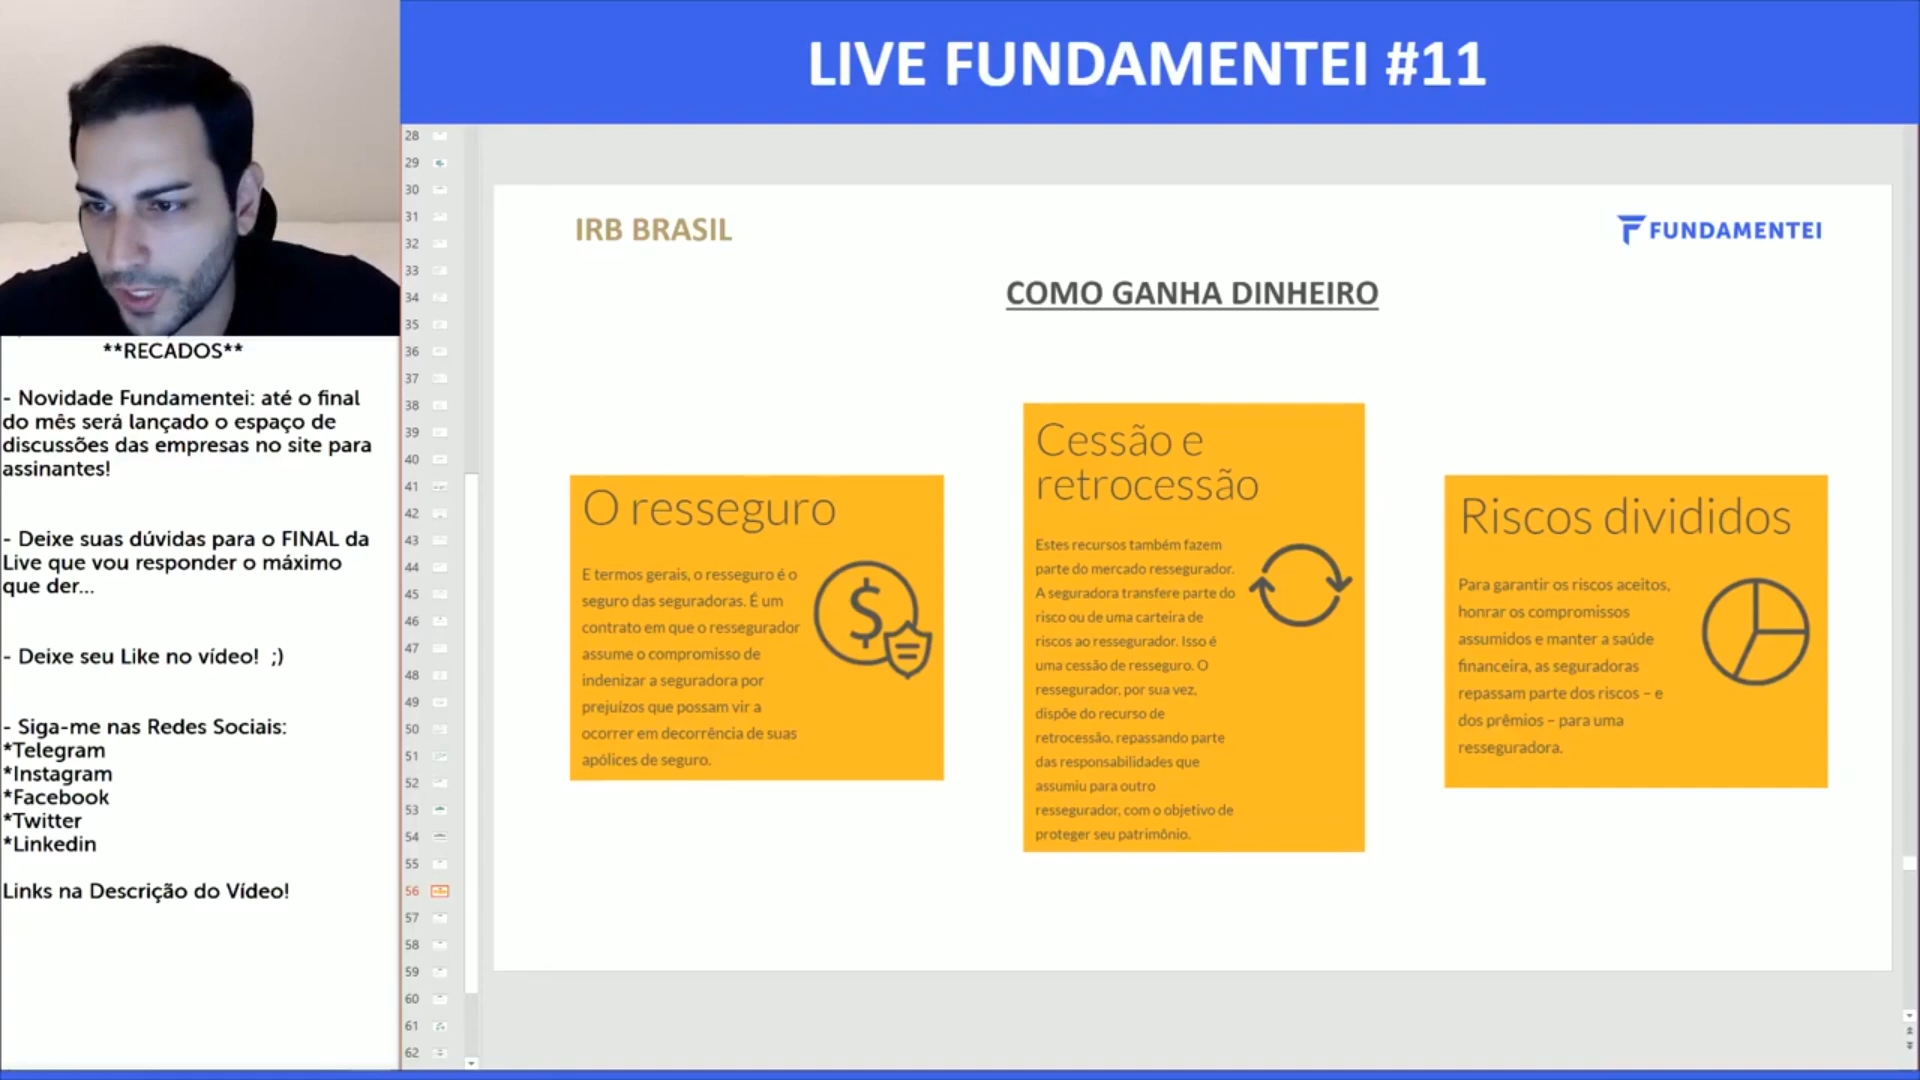 LIVE FUNDAMENTEI #11
**RECADOS**
- Novidade Fundamentei: até o final
do mês será lançado o espaço de
discussões das empresas no site para
assinantes!
- Deixe suas dúvidas para o FINAL da
Live que vou responder o máximo
que der...
- Deixe seu Like no vídeo!  ;)
- Siga-me nas Redes Sociais:
*Telegram
*Instagram
*Facebook
*Twitter
*Linkedin
Links na Descrição do Vídeo!
28
29
30
31
32
33
34
35
36
37
38
39
40
41
42
43
44
45
46
47
48
49
50
51
52
53
54
55
56
57
58
59
60
61
62
IRB BRASIL
FUNDAMENTEI
COMO GANHA DINHEIRO
O resseguro
E termos gerais, o resseguro é o
seguro das seguradoras. É um
contrato em que o ressegurador
assume o compromisso de
indenizar a seguradora por
prejuízos que possam vir a
ocorrer em decorrência de suas
apólices de seguro.
Cessão e
retrocessão
Estes recursos também fazem
parte do mercado ressegurador.
A seguradora transfere parte do
risco ou de uma carteira de
riscos ao ressegurador. Isso é
uma cessão de resseguro. O
ressegurador, por sua vez,
dispõe do recurso de
retrocessão, repassando parte
das responsabilidades que
assumiu para outro
ressegurador, com o objetivo de
proteger seu patrimônio.
Riscos divididos
Para garantir os riscos aceitos,
honrar os compromissos
assumidos e manter a saúde
financeira, as seguradoras
repassam parte dos riscos – e
dos prêmios – para uma
resseguradora.